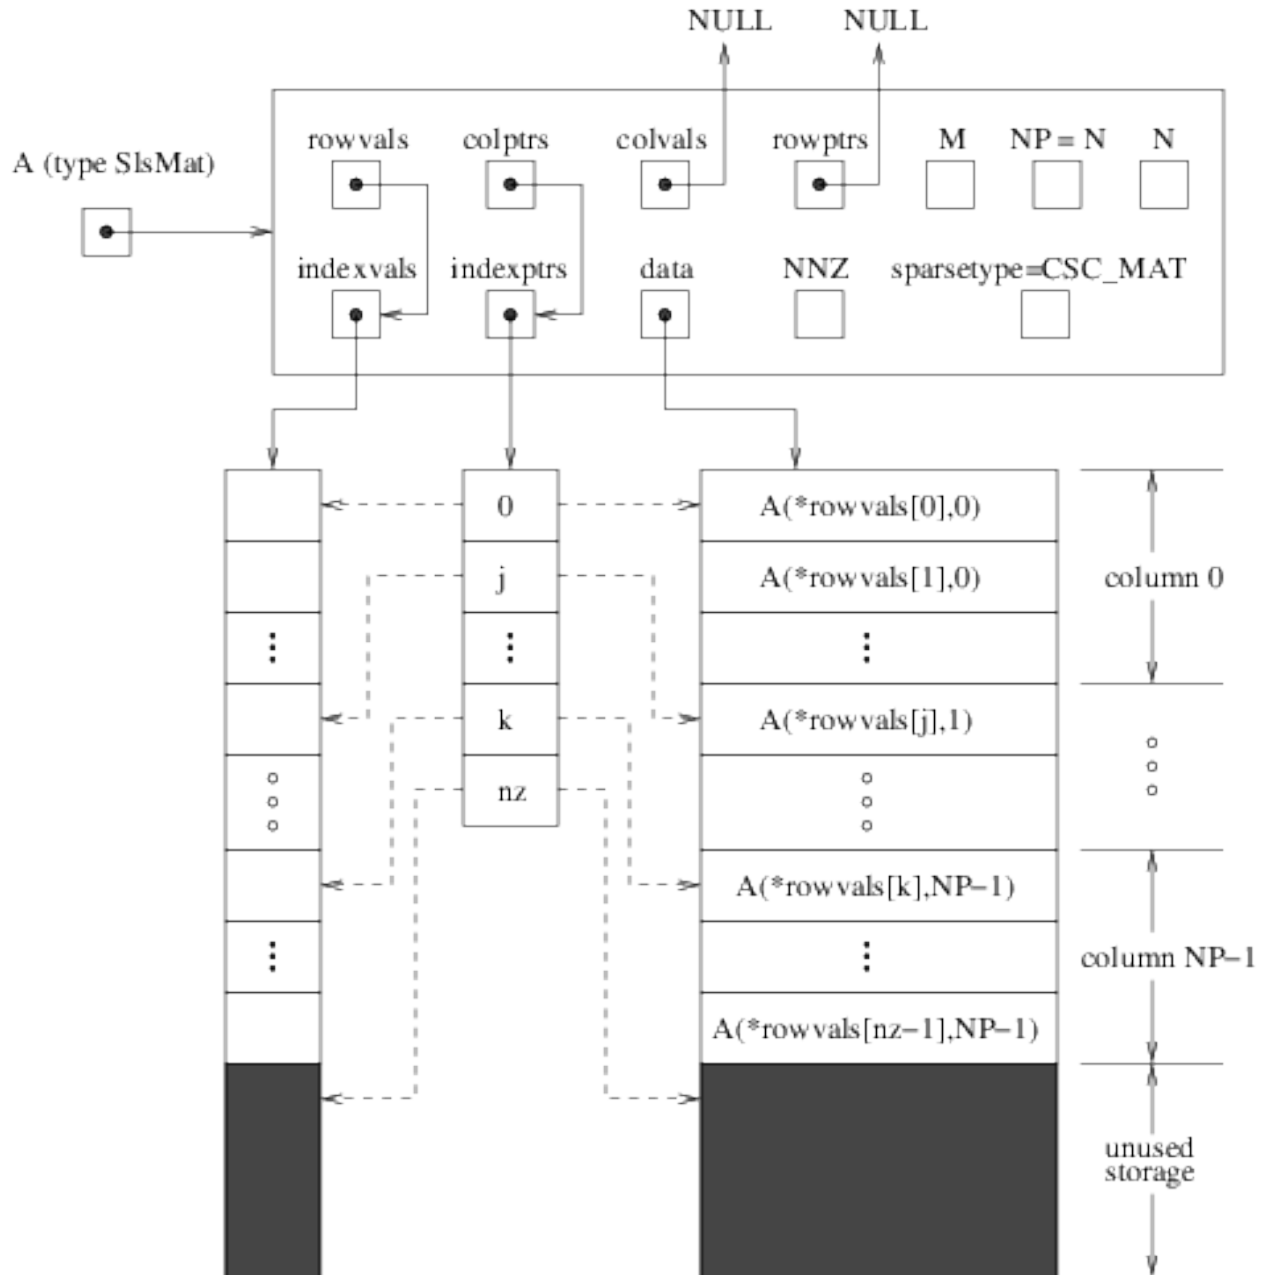 NULL NULL
rowvals colptrs colvals rowptrs M NP = N N
A (type SlsMat)
indexvals indexptrs data NNZ sparsetype=CSC_MAT
0 A(*rowvals[0],0)
j A(*rowvals[1],0) column 0
k A(*rowvals[j],1)
nz
A(*rowvals[k],NP−1)
column NP−1
A(*rowvals[nz−1],NP−1)
unused
storage